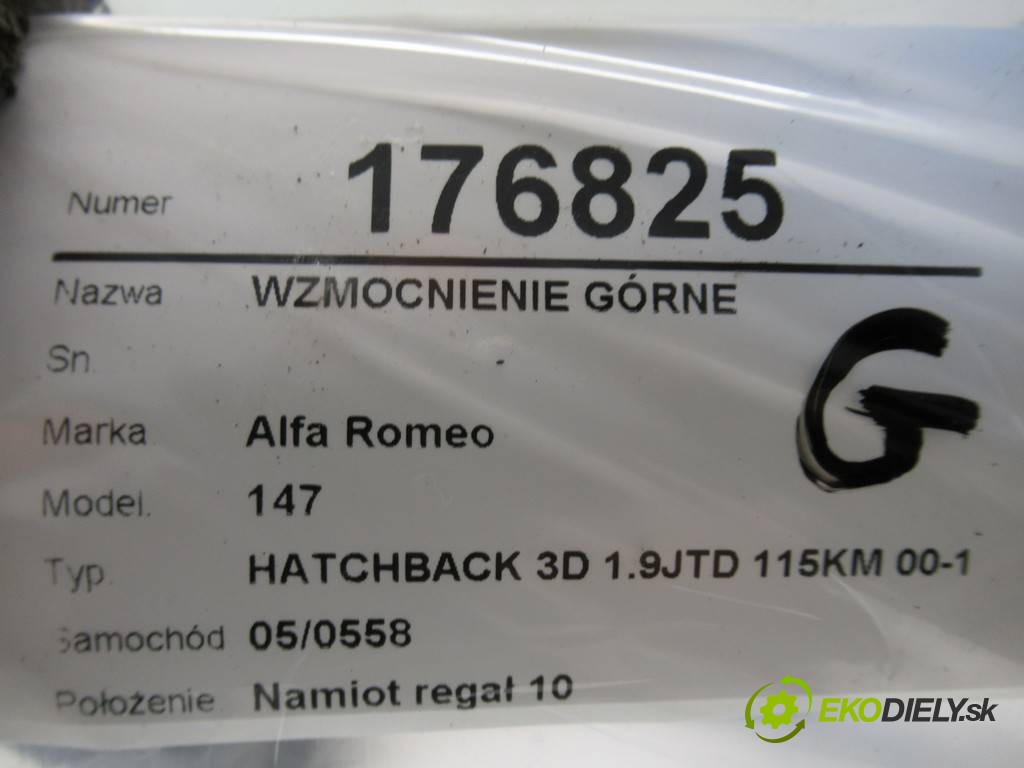 Numer 176825
Nazwa WZMOCNIENIE GÓRNE
Sn.
G
Marka Alfa Romeo
Model. 147
Typ. HATCHBACK 3D 1.9JTD 115KM 00-1
Samochód 05/0558
Położenie Namiot regał 10
EKODIELY.sk